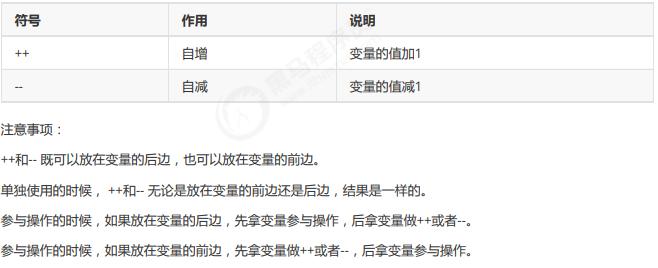 符号 作用 说明
++ 自增 变量的值加1
-- 自减 变量的值减1
注意事项：
++和-- 既可以放在变量的后边，也可以放在变量的前边。
单独使用的时候， ++和-- 无论是放在变量的前边还是后边，结果是一样的。
参与操作的时候，如果放在变量的后边，先拿变量参与操作，后拿变量做++或者--。
参与操作的时候，如果放在变量的前边，先拿变量做++或者--，后拿变量参与操作。
黑马程序员